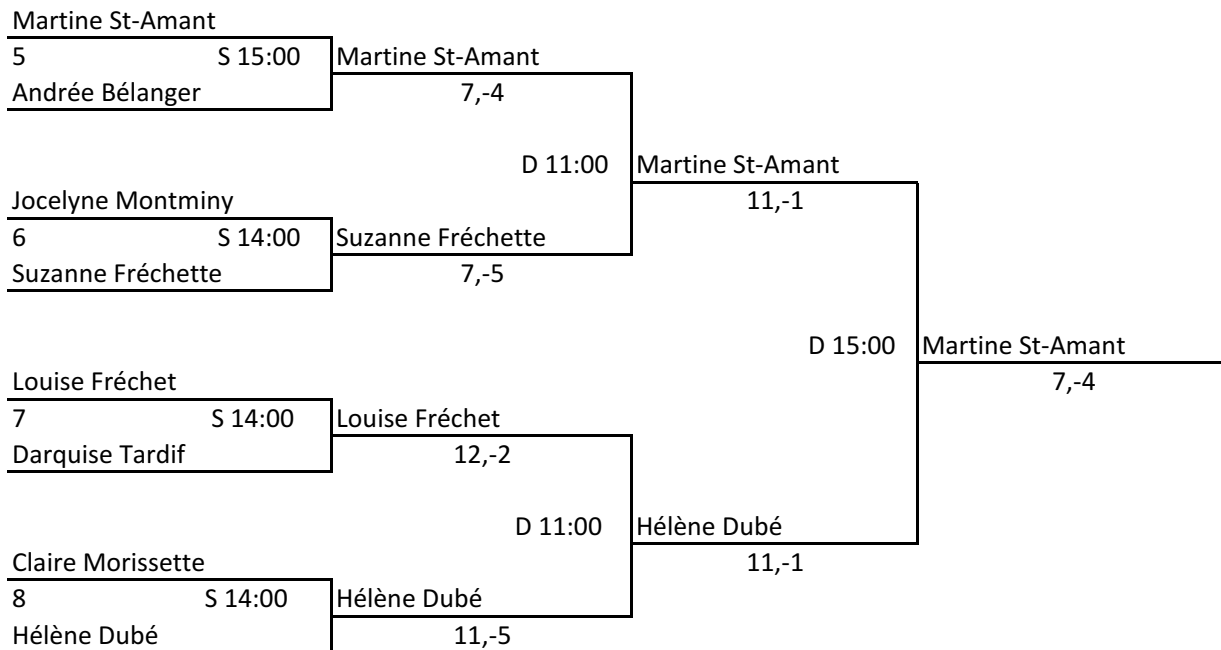 Martine St-Amant
5 S 15:00 Martine St-Amant
Andrée Bélanger 7,-4
D 11:00 Martine St-Amant
Jocelyne Montminy 11,-1
6 S 14:00 Suzanne Fréchette
Suzanne Fréchette 7,-5
D 15:00 Martine St-Amant
Louise Fréchet 7,-4
7 S 14:00 Louise Fréchet
Darquise Tardif 12,-2
D 11:00 Hélène Dubé
Claire Morissette 11,-1
8 S 14:00 Hélène Dubé
Hélène Dubé 11,-5